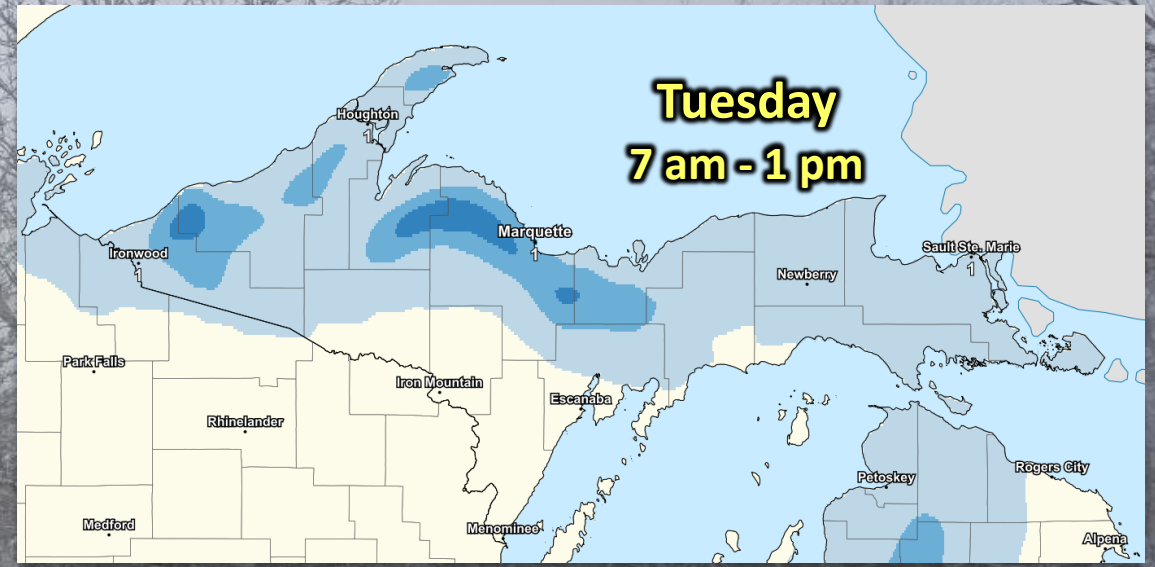 Tuesday
7 am - 1 pm
Houghton
1
Marquette
1
Ironwood
1
Sault Ste. Marie
1
Newberry
Park Falls
Iron Mountain
Escanaba
Rhinelander
Petoskey
Rogers City
Medford
Menominee
Alpena